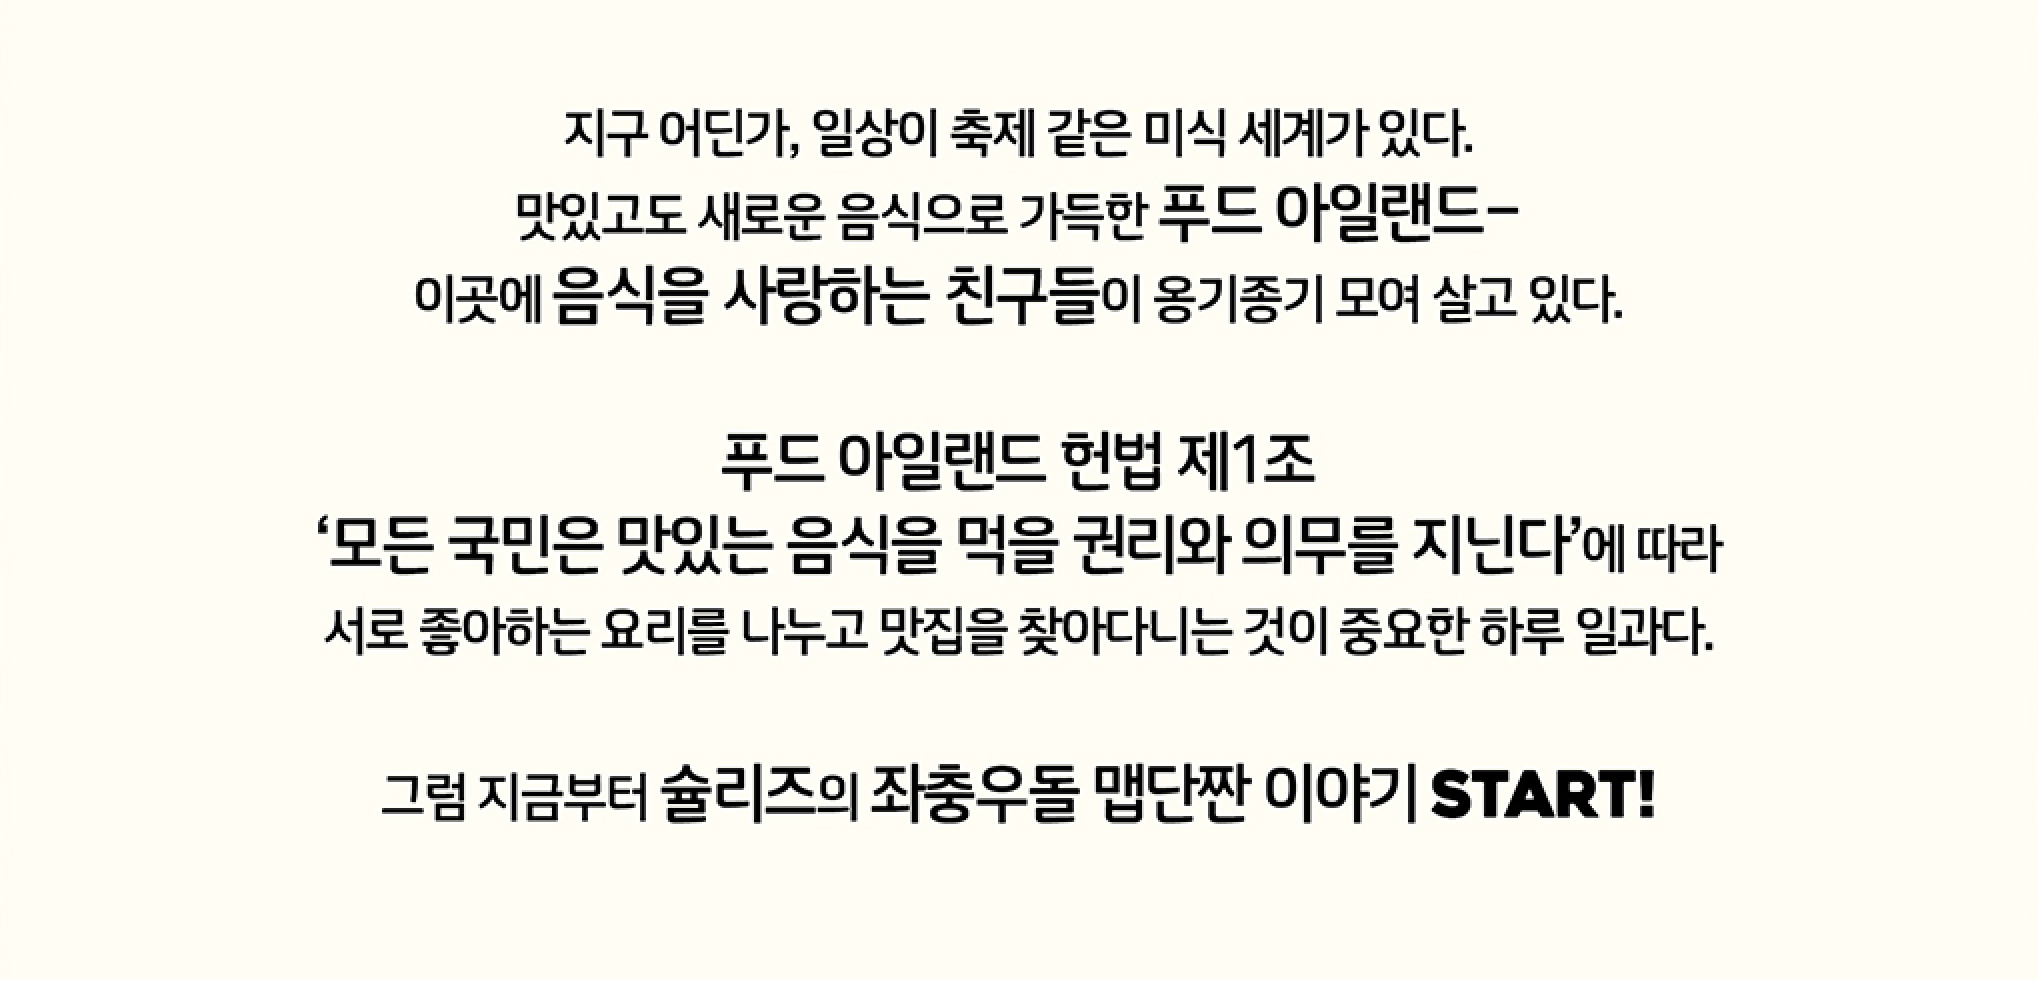 지구 어딘가, 일상이 축제 같은 미식 세계가 있다.
맛있고도 새로운 음식으로 가득한 푸드 아일랜드–
이곳에 음식을 사랑하는 친구들이 옹기종기 모여 살고 있다.
푸드 아일랜드 헌법 제1조
‘모든 국민은 맛있는 음식을 먹을 권리와 의무를 지닌다’에 따라
서로 좋아하는 요리를 나누고 맛집을 찾아다니는 것이 중요한 하루 일과다.
그럼 지금부터 슐리즈의 좌충우돌 맵단짠 이야기 START!